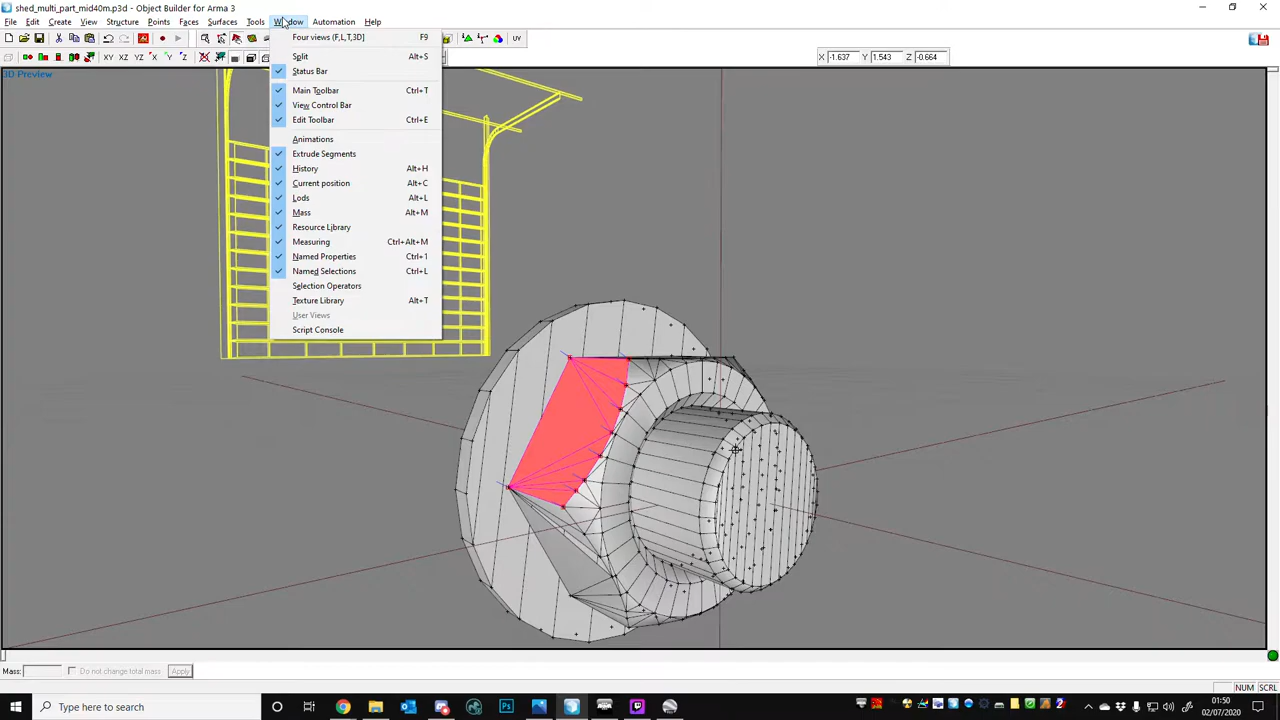 shed_multi_part_mid40m.p3d - Object Builder for Arma 3
File Edit Create View Structure Points Faces Surfaces Tools Window Automation Help
UV
XY XZ YZ X Y Z
X -1.637 Y 1.543 Z -0.664
3D Preview
Four views (F,L,T,3D] F9
Split Alt+S
Status Bar
Main Toolbar Ctrl+T
View Control Bar
Edit Toolbar Ctrl+E
Animations
Extrude Segments
History Alt+H
Current position Alt+C
Lods Alt+L
Mass Alt+M
Resource Library
Measuring Ctrl+Alt+M
Named Properties Ctrl+1
Named Selections Ctrl+L
Selection Operators
Texture Library Alt+T
User Views
Script Console
Mass: Do not change total mass Apply
NUM SCRL
Type here to search
01:50
02/07/2020